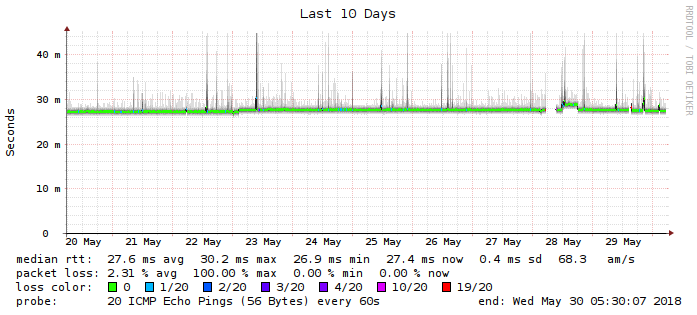 Last 10 Days
RRDTOOL / TOBI OETIKER
Seconds
40 m
30 m
20 m
10 m
0
20 May 21 May 22 May 23 May 24 May 25 May 26 May 27 May 28 May 29 May
median rtt: 27.6 ms avg 30.2 ms max 26.9 ms min 27.4 ms now 0.4 ms sd 68.3 am/s
packet loss: 2.31 % avg 100.00 % max 0.00 % min 0.00 % now
loss color: 0 1/20 2/20 3/20 4/20 10/20 19/20
probe: 20 ICMP Echo Pings (56 Bytes) every 60s end: Wed May 30 05:30:07 2018